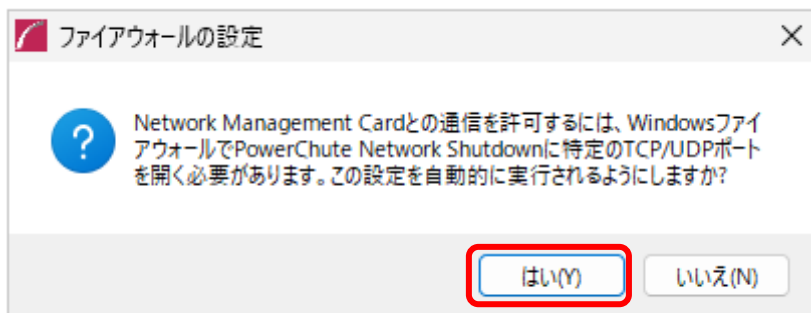 ファイアウォールの設定
Network Management Cardとの通信を許可するには、Windowsファイ
アウォールでPowerChute Network Shutdownに特定のTCP/UDPポート
を開く必要があります。この設定を自動的に実行されるようにしますか?
はい(Y)
いいえ(N)